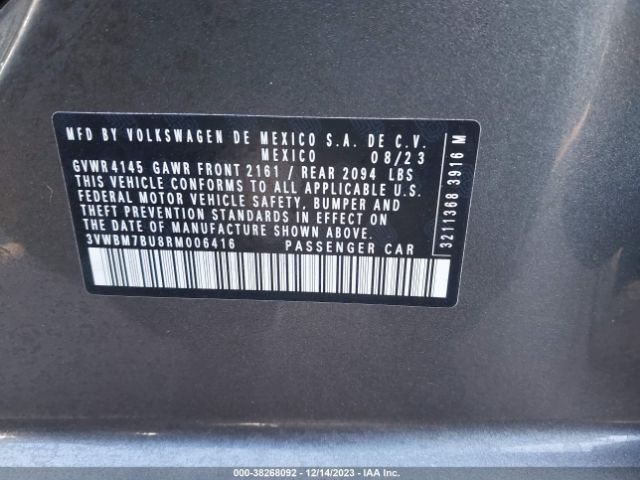 MFD BY VOLKSWAGEN DE MEXICO S.A. DE C.V.
MEXICO 08/23
GVWR4145 GAWR FRONT 2161 / REAR 2094 LBS
THIS VEHICLE CONFORMS TO ALL APPLICABLE U.S.
FEDERAL MOTOR VEHICLE SAFETY, BUMPER AND
THEFT PREVENTION STANDARDS IN EFFECT ON
THE DATE OF MANUFACTURE SHOWN ABOVE.
3VWBM7BU8RM006416 PASSENGER CAR
3211368 3916 M
000-38268092 - 12/14/2023 - IAA Inc.